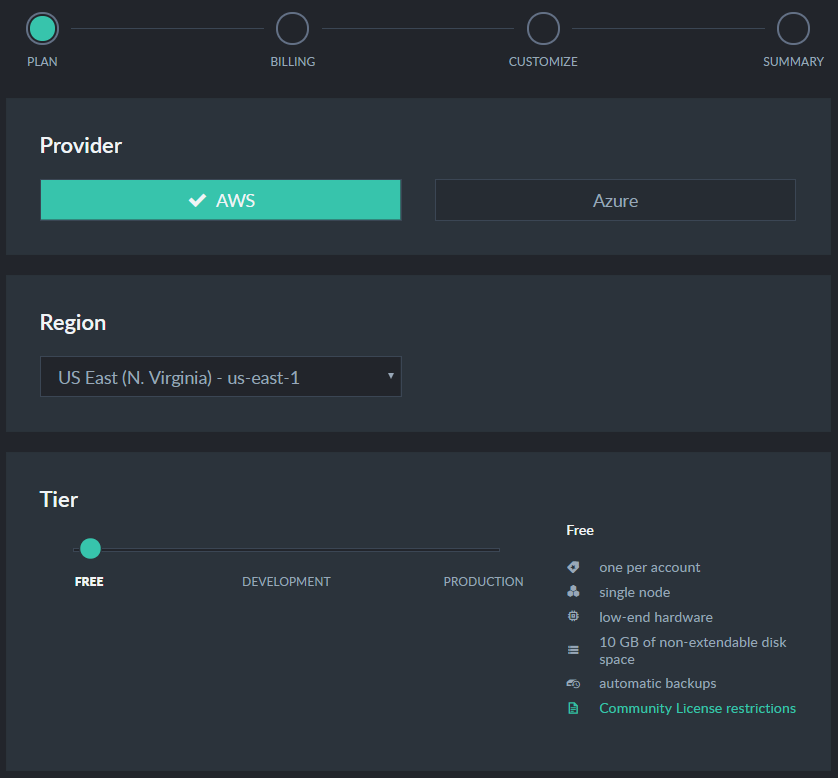 PLAN
BILLING
CUSTOMIZE
SUMMARY
Provider
AWS
Azure
Region
US East (N. Virginia) - us-east-1
Tier
FREE
DEVELOPMENT
PRODUCTION
Free
one per account
single node
low-end hardware
10 GB of non-extendable disk
space
automatic backups
Community License restrictions